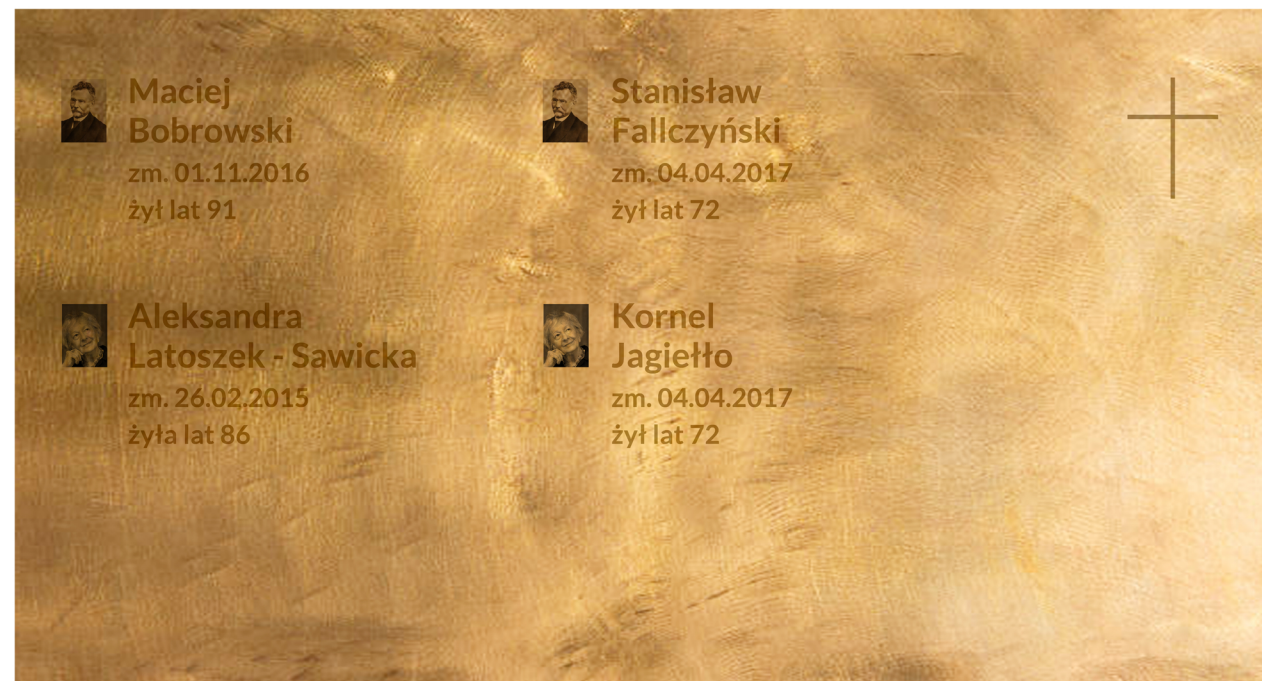 Maciej
Bobrowski
zm. 01.11.2016
żył lat 91
Stanisław
Fallczyński
zm. 04.04.2017
żył lat 72
Aleksandra
Latoszek - Sawicka
zm. 26.02.2015
żyła lat 86
Kornel
Jagiełło
zm. 04.04.2017
żył lat 72